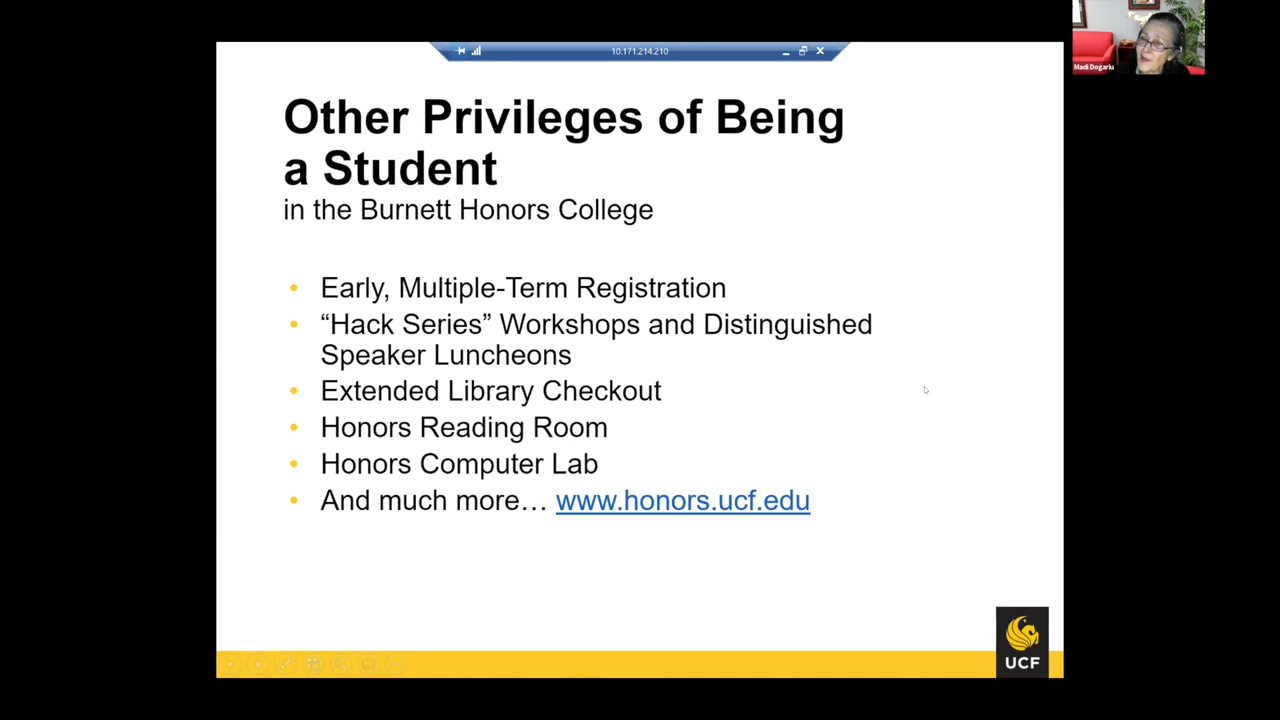 10.171.214.210
Madi Dogariu
Other Privileges of Being
a Student
in the Burnett Honors College
• Early, Multiple-Term Registration
• “Hack Series” Workshops and Distinguished
Speaker Luncheons
• Extended Library Checkout
• Honors Reading Room
• Honors Computer Lab
• And much more… www.honors.ucf.edu
UCF